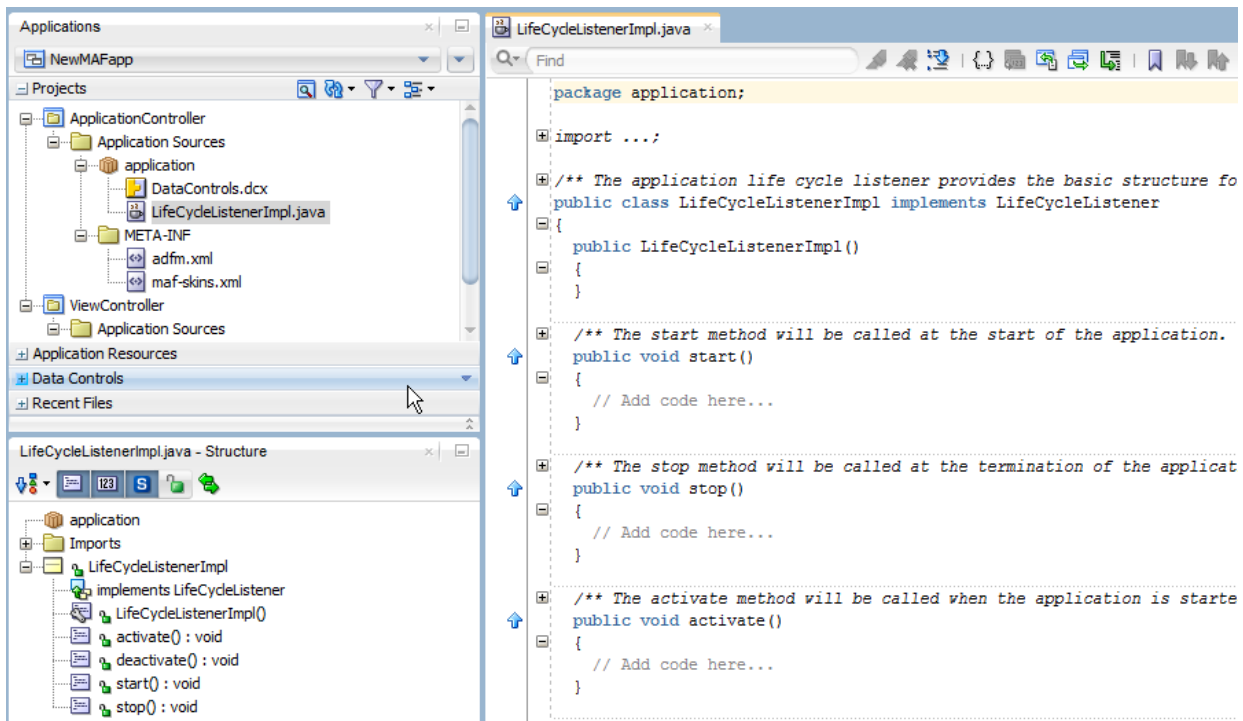 Applications
NewMAFapp
Projects
ApplicationController
Application Sources
application
DataControls.dcx
LifeCycleListenerImpl.java
META-INF
adfm.xml
maf-skins.xml
ViewController
Application Sources
Application Resources
Data Controls
Recent Files
LifeCycleListenerImpl.java - Structure
123 S
application
Imports
LifeCycleListenerImpl
implements LifeCycleListener
LifeCycleListenerImpl()
activate() : void
deactivate() : void
start() : void
stop() : void
LifeCycleListenerImpl.java
Find
package application;
import ...;
/** The application life cycle listener provides the basic structure fo
public class LifeCycleListenerImpl implements LifeCycleListener
{
public LifeCycleListenerImpl()
{
}
/** The start method will be called at the start of the application.
public void start()
{
// Add code here...
}
/** The stop method will be called at the termination of the applicat
public void stop()
{
// Add code here...
}
/** The activate method will be called when the application is starte
public void activate()
{
// Add code here...
}